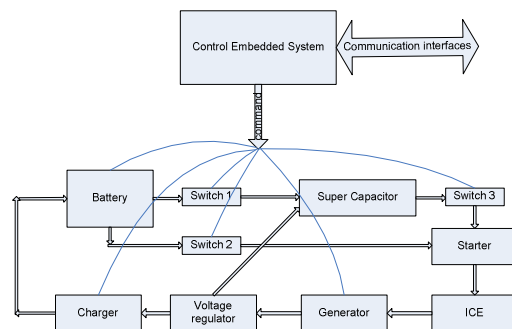 Control Embedded System
Communication interfaces
command
Battery
Switch 1
Super Capacitor
Switch 3
Switch 2
Starter
Charger
Voltage
regulator
Generator
ICE